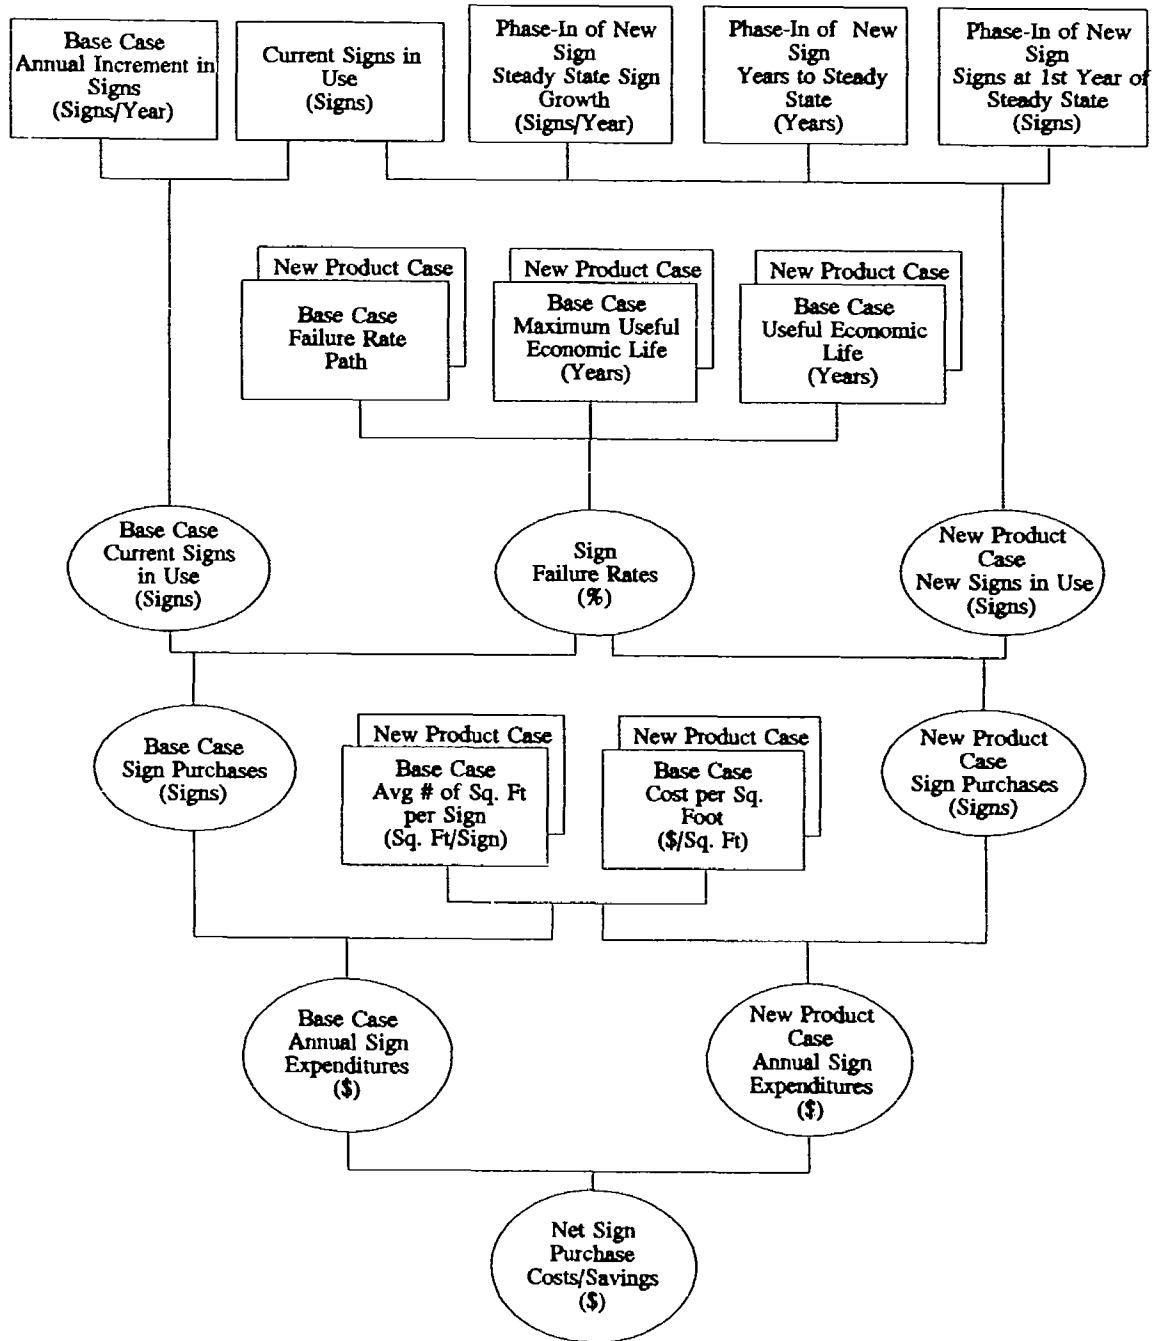 Base Case
Annual Increment in
Signs
(Signs/Year)
Current Signs in
Use
(Signs)
Phase-In of New
Sign
Steady State Sign
Growth
(Signs/Year)
Phase-In of New
Sign
Years to Steady
State
(Years)
Phase-In of New
Sign
Signs at 1st Year of
Steady State
(Signs)
New Product Case
Base Case
Failure Rate
Path
New Product Case
Base Case
Maximum Useful
Economic Life
(Years)
New Product Case
Base Case
Useful Economic
Life
(Years)
Base Case
Current Signs
in Use
(Signs)
Sign
Failure Rates
(%)
New Product
Case
New Signs in Use
(Signs)
Base Case
Sign Purchases
(Signs)
New Product Case
Base Case
Avg # of Sq. Ft
per Sign
(Sq. Ft/Sign)
New Product Case
Base Case
Cost per Sq.
Foot
($/Sq. Ft)
New Product
Case
Sign Purchases
(Signs)
Base Case
Annual Sign
Expenditures
($)
New Product
Case
Annual Sign
Expenditures
($)
Net Sign
Purchase
Costs/Savings
($)